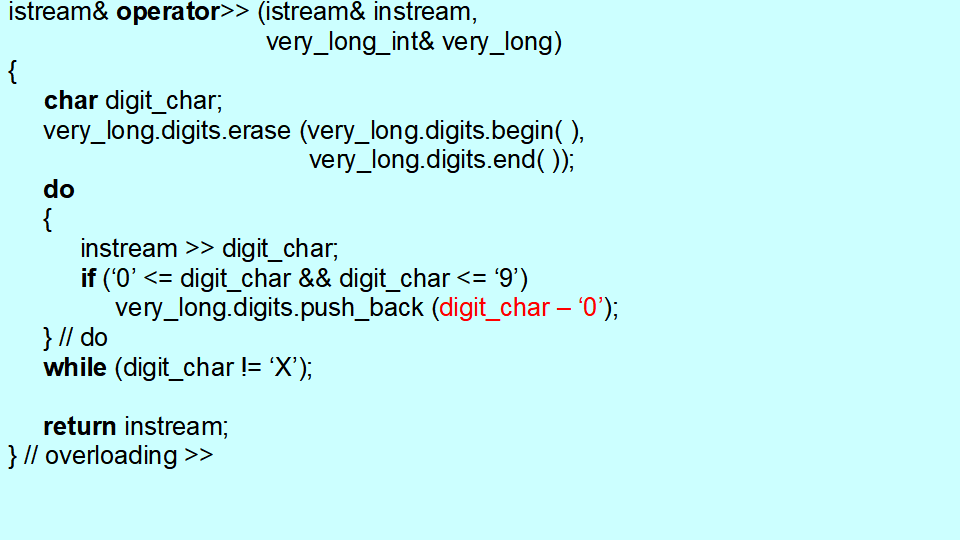 istream& operator>> (istream& instream,
very_long_int& very_long)
{
char digit_char;
very_long.digits.erase (very_long.digits.begin( ),
very_long.digits.end( ));
do
{
instream >> digit_char;
if (‘0’ <= digit_char && digit_char <= ‘9’)
very_long.digits.push_back (digit_char – ‘0’);
} // do
while (digit_char != ‘X’);
return instream;
} // overloading >>